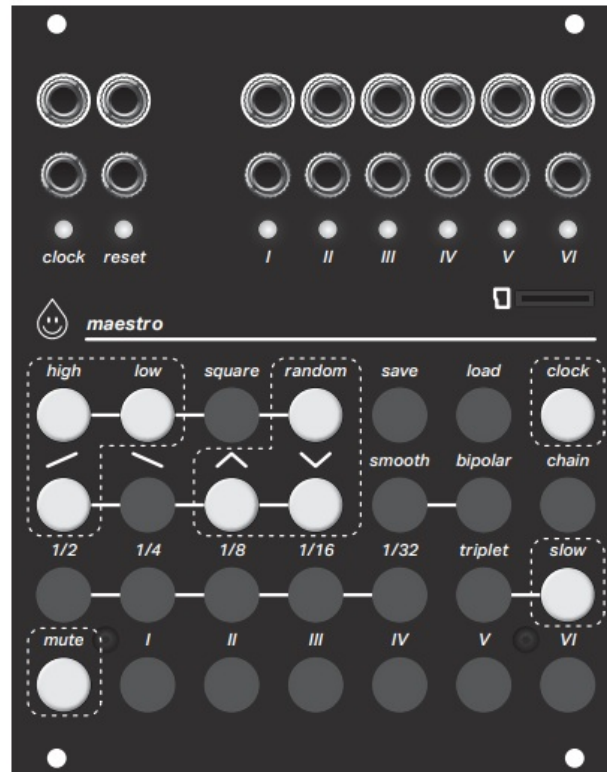 clock reset I II III IV V VI
maestro
high low square random save load clock
smooth bipolar chain
1/2 1/4 1/8 1/16 1/32 triplet slow
mute I II III IV V VI